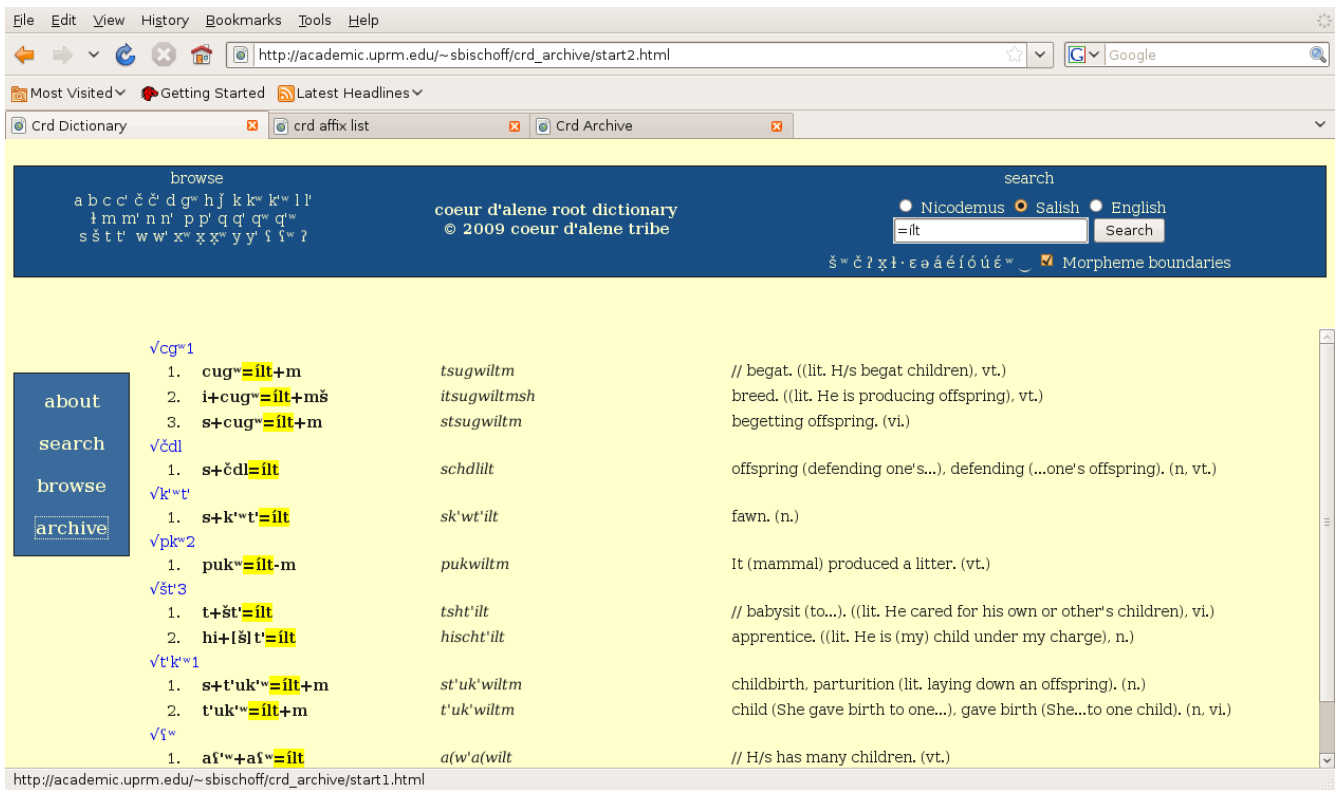 File Edit View History Bookmarks Tools Help
http://academic.uprm.edu/~sbischoff/crd_archive/start2.html G Google
Most Visited Getting Started Latest Headlines
Crd Dictionary crd affix list Crd Archive
browse
a b c c' č č' d gʷ h ǰ k kʷ k'ʷ l l'
ɫ m m' n n' p p' q q' qʷ q'ʷ
s š t t' w w' xʷ x̣ x̣ʷ y y' ʕ ʕʷ ʔ
coeur d'alene root dictionary
© 2009 coeur d'alene tribe
search
Nicodemus Salish English
=ílt Search
š ʷ č ʔ x̣ ɫ · ɛ ə á é í ó ú ɛ́ ʷ ‿ Morpheme boundaries
about
search
browse
archive
√cgʷ1
1. cugʷ=ílt+m tsugwiltm // begat. ((lit. H/s begat children), vt.)
2. i+cugʷ=ílt+mš itsugwiltmsh breed. ((lit. He is producing offspring), vt.)
3. s+cugʷ=ílt+m stsugwiltm begetting offspring. (vi.)
√čdl
1. s+čdl=ílt schdlilt offspring (defending one's...), defending (...one's offspring). (n, vt.)
√k'ʷt'
1. s+k'ʷt'=ílt sk'wt'ilt fawn. (n.)
√pkʷ2
1. pukʷ=ílt-m pukwiltm It (mammal) produced a litter. (vt.)
√št'3
1. t+št'=ílt tsht'ilt // babysit (to...). ((lit. He cared for his own or other's children), vi.)
2. hi+[š]t'=ílt hischt'ilt apprentice. ((lit. He is (my) child under my charge), n.)
√t'k'ʷ1
1. s+t'uk'ʷ=ílt+m st'uk'wiltm childbirth, parturition (lit. laying down an offspring). (n.)
2. t'uk'ʷ=ílt+m t'uk'wiltm child (She gave birth to one...), gave birth (She...to one child). (n, vi.)
√ʕʷ
1. aʕ'ʷ+aʕʷ=ílt a(w'a(wilt // H/s has many children. (vt.)
http://academic.uprm.edu/~sbischoff/crd_archive/start1.html